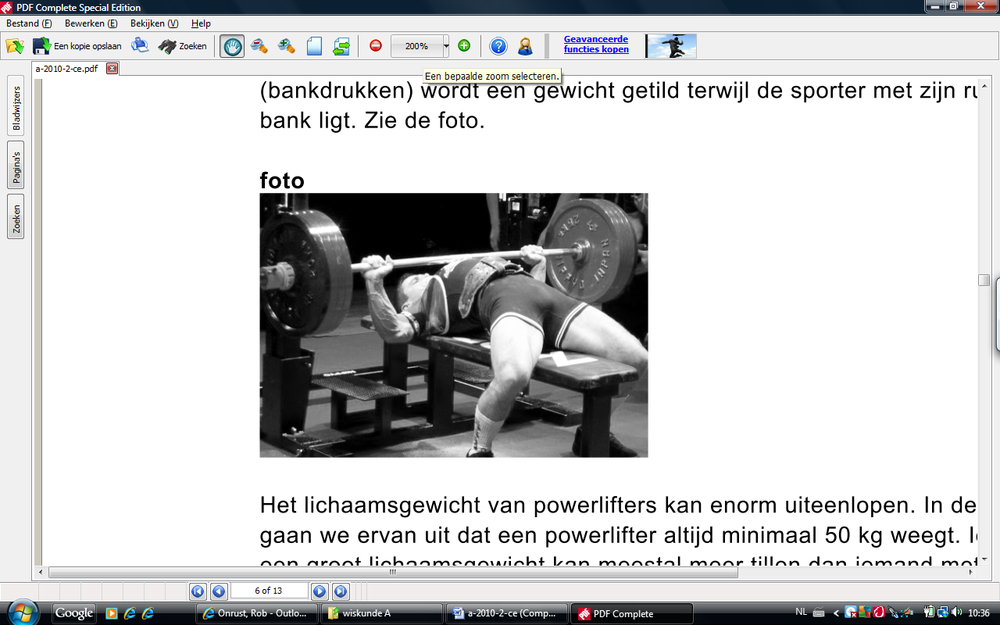 PDF Complete Special Edition
Bestand (F) Bewerken (E) Bekijken (V) Help
Een kopie opslaan Zoeken 200% Geavanceerde
functies kopen
a-2010-2-ce.pdf
Een bepaalde zoom selecteren.
Bladwijzers
Pagina's
Zoeken
(bankdrukken) wordt een gewicht getild terwijl de sporter met zijn ru
bank ligt. Zie de foto.
foto
Het lichaamsgewicht van powerlifters kan enorm uiteenlopen. In de
gaan we ervan uit dat een powerlifter altijd minimaal 50 kg weegt. Ie
een groot lichaamsgewicht kan meestal meer tillen dan iemand met
6 of 13
Google Onrust, Rob - Outlo... wiskunde A a-2010-2-ce (Comp... PDF Complete NL 10:36